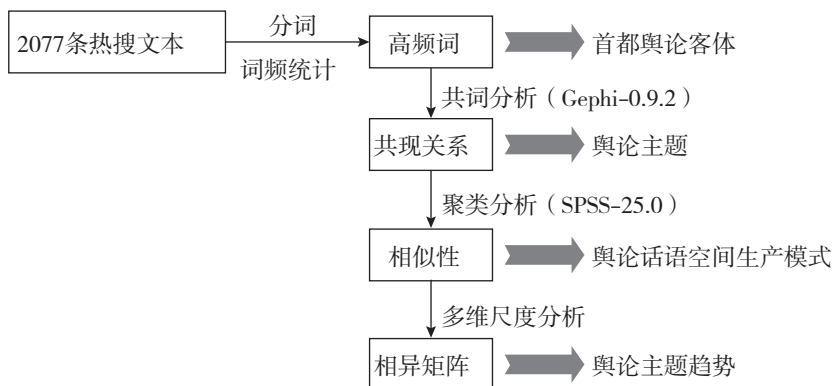 分词
2077条热搜文本
高频词
首都舆论客体
词频统计
共词分析（Gephi-0.9.2）
共现关系
舆论主题
聚类分析（SPSS-25.0）
相似性
舆论话语空间生产模式
多维尺度分析
相异矩阵
舆论主题趋势